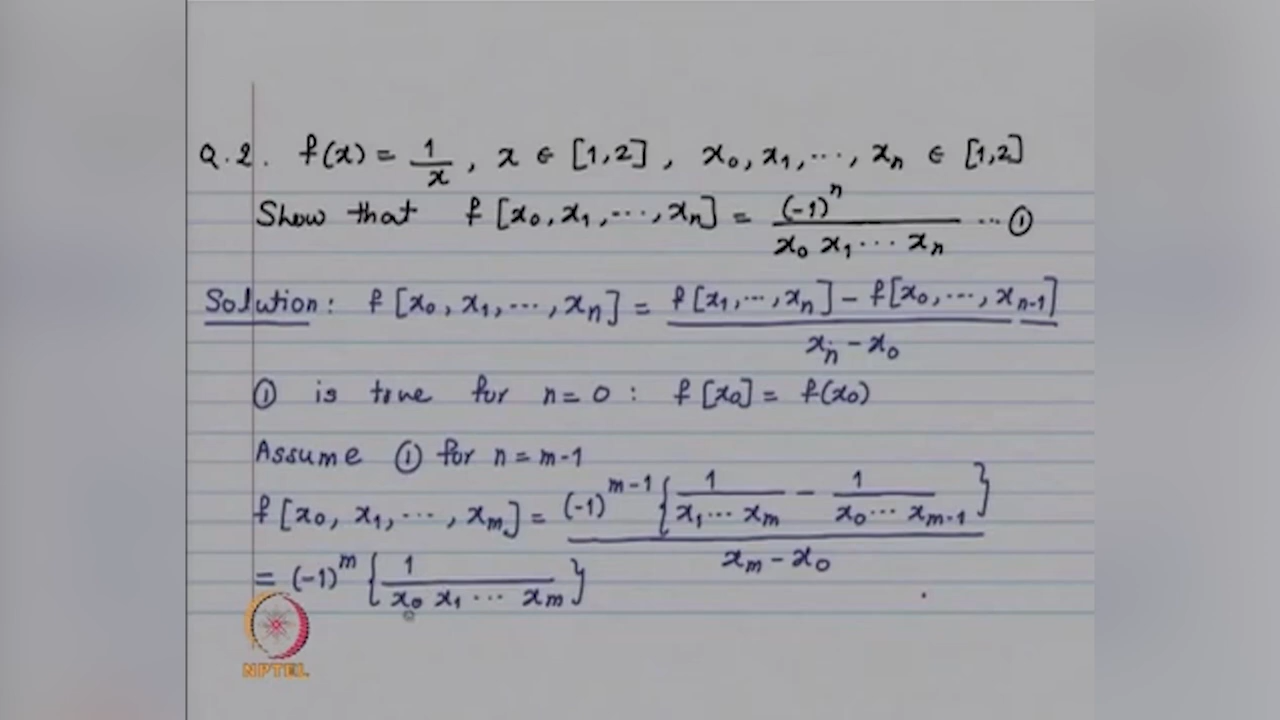 Q.2. f(x) = 1/x , x ∈ [1,2] , x₀, x₁, ⋯, xₙ ∈ [1,2]
Show that f[x₀, x₁, ⋯, xₙ] = (-1)ⁿ / (x₀ x₁ ⋯ xₙ) ⋯ ①
Solution: f[x₀, x₁, ⋯, xₙ] = (f[x₁, ⋯, xₙ] − f[x₀, ⋯, xₙ₋₁]) / (xₙ − x₀)
① is true for n = 0 : f[x₀] = f(x₀)
Assume ① for n = m-1
f[x₀, x₁, ⋯, xₘ] = (-1)ᵐ⁻¹ {1/(x₁ ⋯ xₘ) − 1/(x₀ ⋯ xₘ₋₁)} / (xₘ − x₀)
= (-1)ᵐ {1/(x₀ x₁ ⋯ xₘ)}
NPTEL